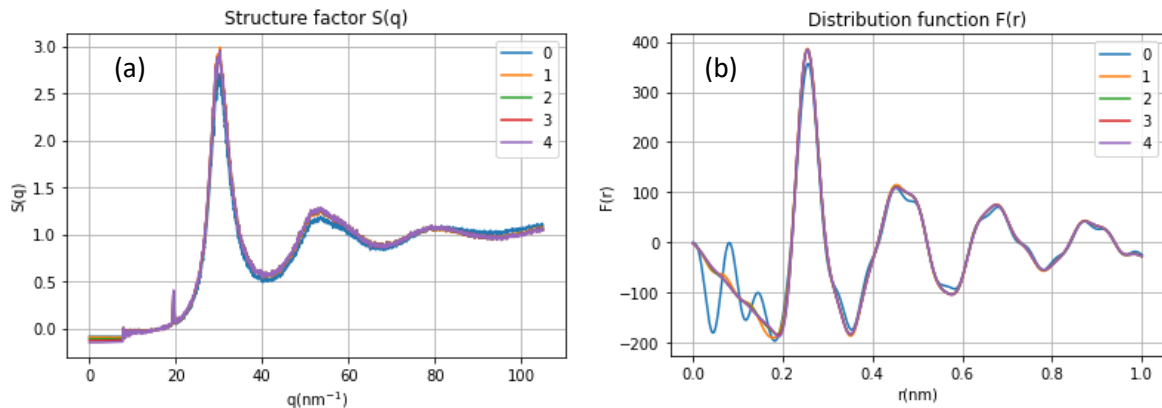 Structure factor S(q)
(a)
0
1
2
3
4
3.0
2.5
2.0
1.5
1.0
0.5
0.0
S(q)
0 20 40 60 80 100
q(nm⁻¹)
Distribution function F(r)
(b)
0
1
2
3
4
400
300
200
100
0
−100
−200
F(r)
0.0 0.2 0.4 0.6 0.8 1.0
r(nm)